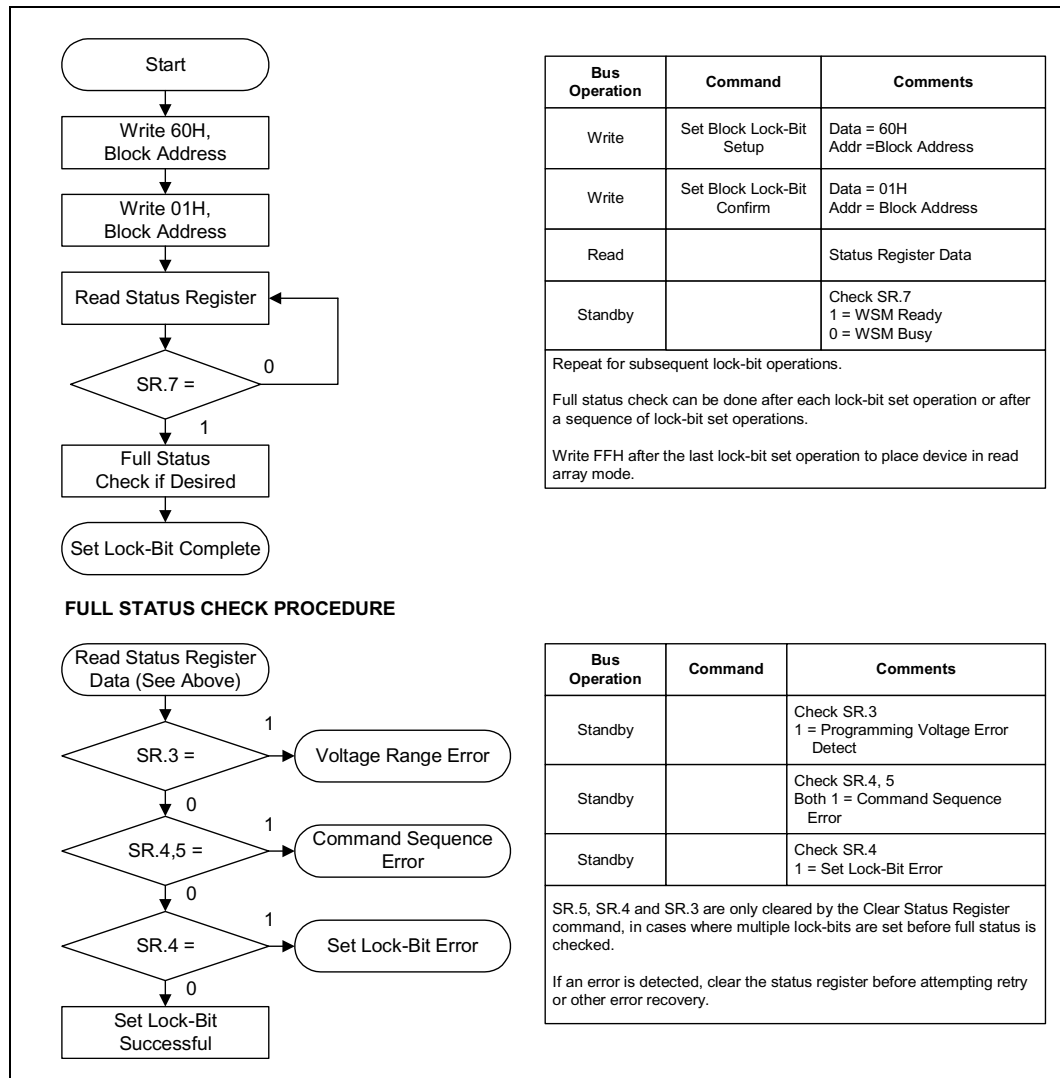 Start
Write 60H,
Block Address
Write 01H,
Block Address
Read Status Register
SR.7 =
0
1
Full Status
Check if Desired
Set Lock-Bit Complete
Bus
Operation
Command
Comments
Write
Set Block Lock-Bit
Setup
Data = 60H
Addr =Block Address
Write
Set Block Lock-Bit
Confirm
Data = 01H
Addr = Block Address
Read
Status Register Data
Standby
Check SR.7
1 = WSM Ready
0 = WSM Busy
Repeat for subsequent lock-bit operations.
Full status check can be done after each lock-bit set operation or after
a sequence of lock-bit set operations.
Write FFH after the last lock-bit set operation to place device in read
array mode.
FULL STATUS CHECK PROCEDURE
Read Status Register
Data (See Above)
SR.3 =
1
Voltage Range Error
0
SR.4,5 =
1
Command Sequence
Error
0
SR.4 =
1
Set Lock-Bit Error
0
Set Lock-Bit
Successful
Bus
Operation
Command
Comments
Standby
Check SR.3
1 = Programming Voltage Error
Detect
Standby
Check SR.4, 5
Both 1 = Command Sequence
Error
Standby
Check SR.4
1 = Set Lock-Bit Error
SR.5, SR.4 and SR.3 are only cleared by the Clear Status Register
command, in cases where multiple lock-bits are set before full status is
checked.
If an error is detected, clear the status register before attempting retry
or other error recovery.